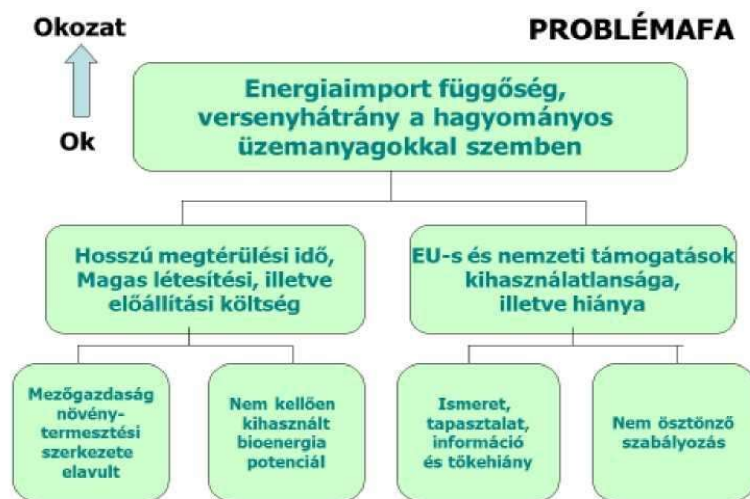 Okozat
PROBLÉMAFA
Ok
Energiaimport függőség,
versenyhátrány a hagyományos
üzemanyagokkal szemben
Hosszú megtérülési idő,
Magas létesítési, illetve
előállítási költség
EU-s és nemzeti támogatások
kihasználatlansága,
illetve hiánya
Mezőgazdaság
növény-
termesztési
szerkezete
elavult
Nem kellően
kihasznált
bioenergia
potenciál
Ismeret,
tapasztalat,
információ
és tőkehiány
Nem ösztönző
szabályozás